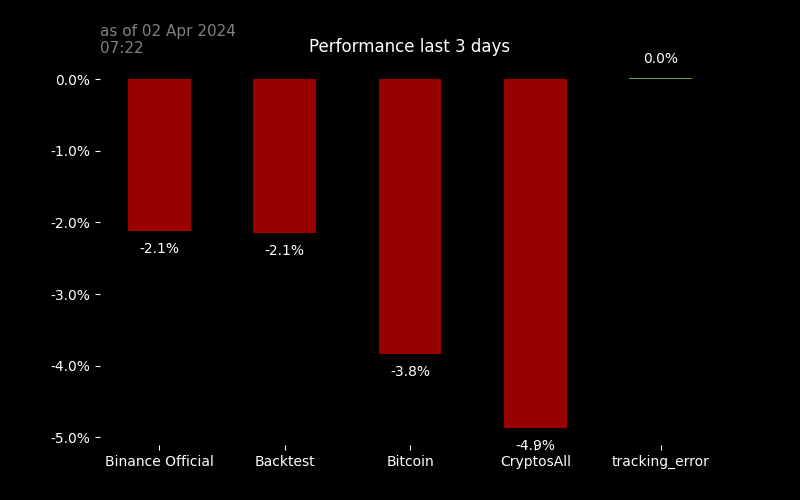 as of 02 Apr 2024
07:22
Performance last 3 days
0.0%
0.0%
-1.0%
-2.0%
-2.1%
-2.1%
-3.0%
-4.0%
-3.8%
-5.0%
-4.9%
Binance Official
Backtest
Bitcoin
CryptosAll
tracking_error